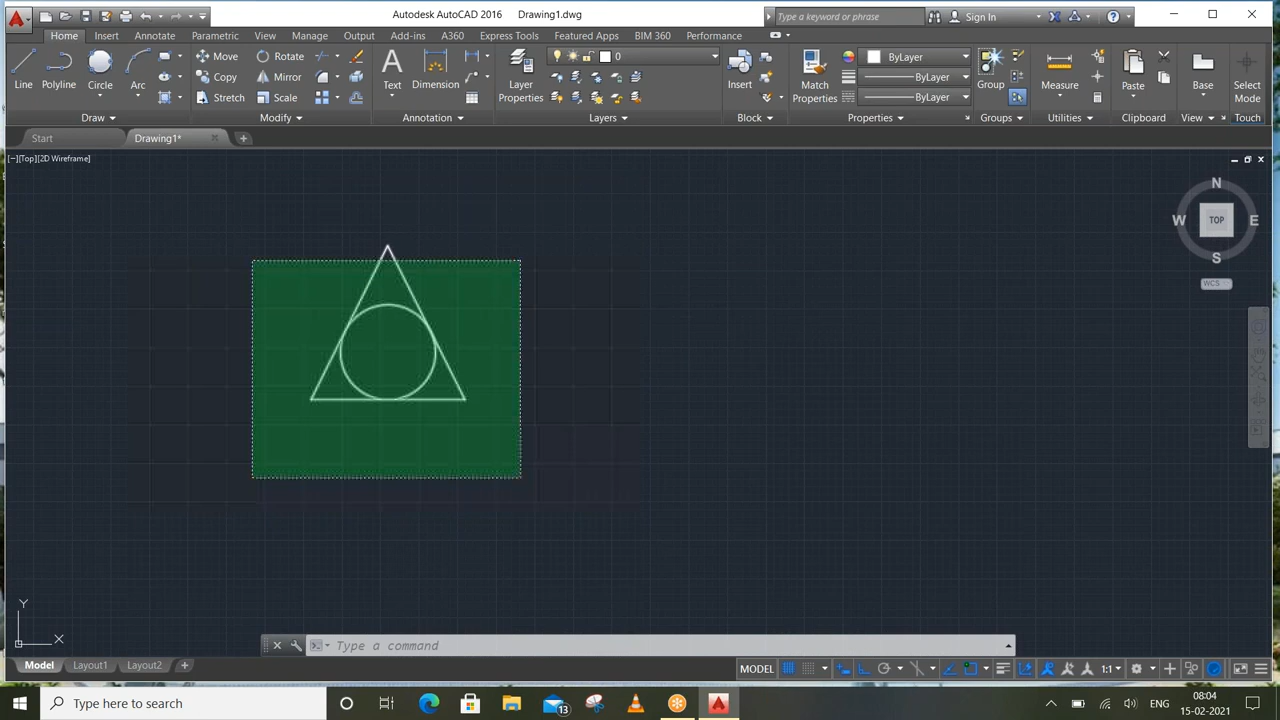 Autodesk AutoCAD 2016 Drawing1.dwg
Type a keyword or phrase
Sign In
Home Insert Annotate Parametric View Manage Output Add-ins A360 Express Tools Featured Apps BIM 360 Performance
Line
Polyline
Circle
Arc
Move
Copy
Stretch
Rotate
Mirror
Scale
Text
Dimension
Layer
Properties
0
Insert
Match
Properties
ByLayer
ByLayer
ByLayer
Group
Measure
Paste
Base
Select
Mode
Draw Modify Annotation Layers Block Properties Groups Utilities Clipboard View Touch
Start
Drawing1*
[−][Top][2D Wireframe]
N
W
TOP
E
S
WCS
Y
X
Type a command
Model Layout1 Layout2
MODEL
1:1
Type here to search
13
ENG
08:04
15-02-2021